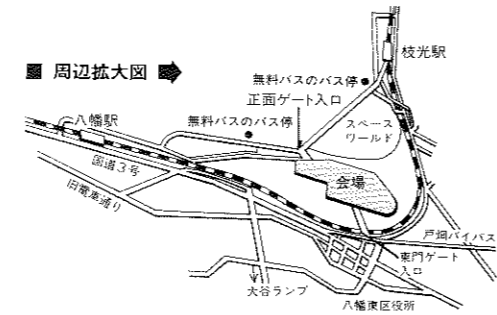 ■ 周辺拡大図
枝光駅
無料バスのバス停
正面ゲート入口
八幡駅
無料バスのバス停
スペース
ワールド
国道3号
会場
旧電車通り
戸畑バイパス
東門ゲート
入口
大谷ランプ
八幡東区役所